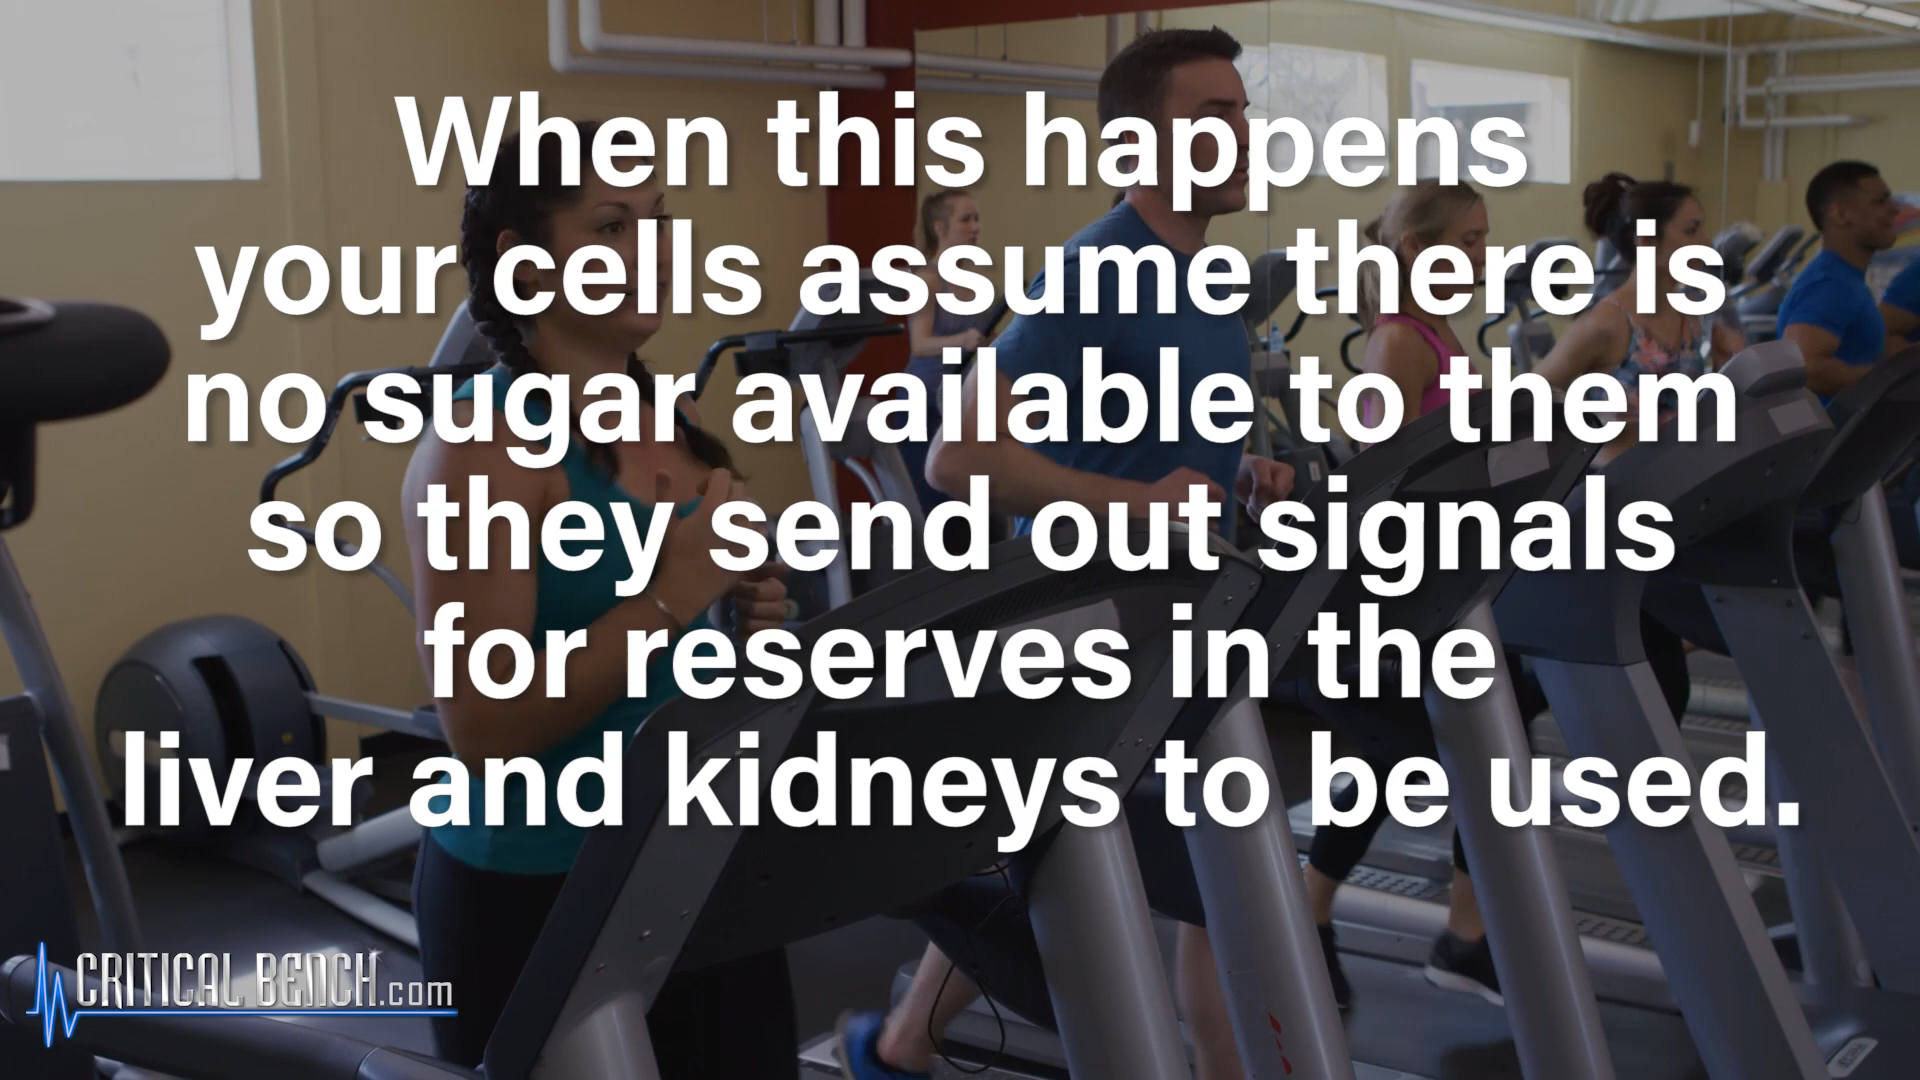 When this happens
your cells assume there is
no sugar available to them
so they send out signals
for reserves in the
liver and kidneys to be used.
CRITICAL BENCH.com